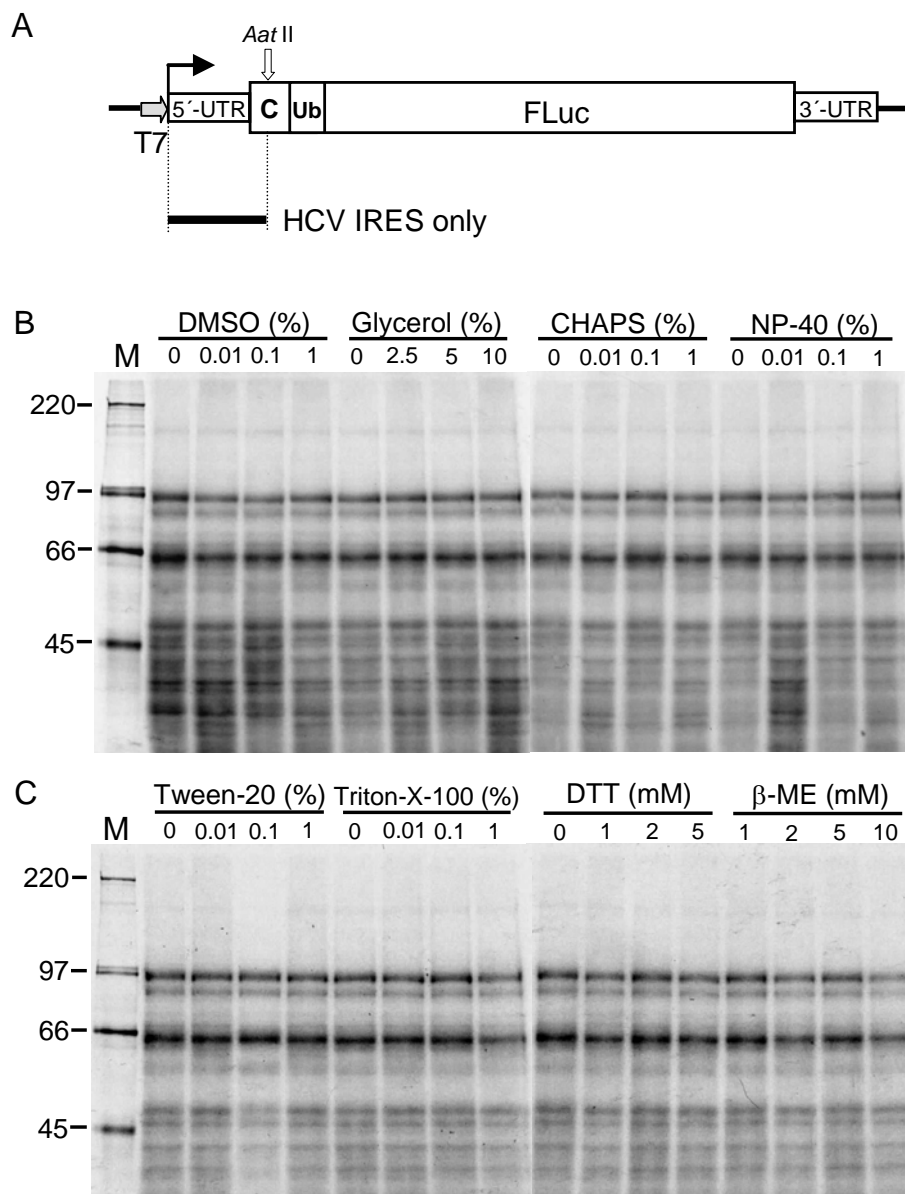 A
Aat II
5´-UTR C Ub FLuc 3´-UTR
T7
HCV IRES only
B
DMSO (%) Glycerol (%) CHAPS (%) NP-40 (%)
M 0 0.01 0.1 1 0 2.5 5 10 0 0.01 0.1 1 0 0.01 0.1 1
220
97
66
45
C
Tween-20 (%) Triton-X-100 (%) DTT (mM) β-ME (mM)
M 0 0.01 0.1 1 0 0.01 0.1 1 0 1 2 5 1 2 5 10
220
97
66
45